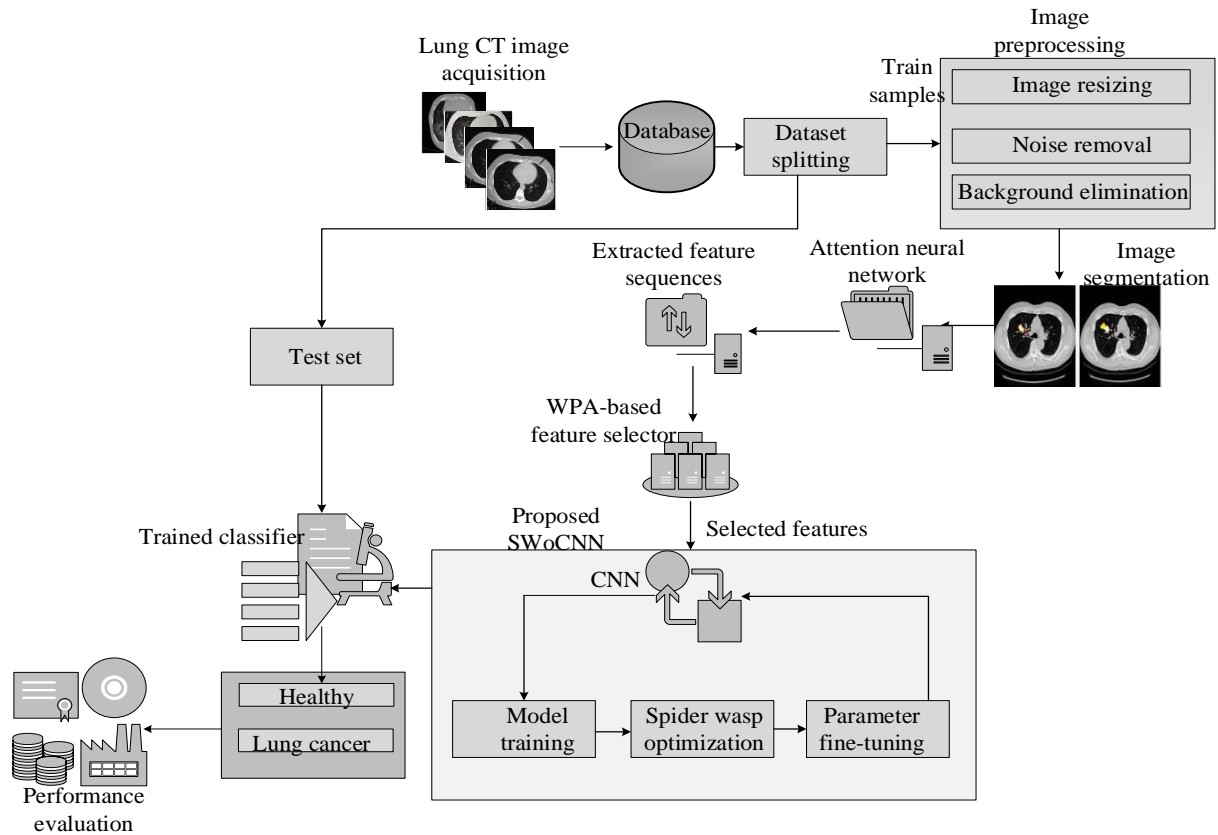 Lung CT image
acquisition
Database
Dataset
splitting
Train
samples
Image
preprocessing
Image resizing
Noise removal
Background elimination
Image
segmentation
Attention neural
network
Extracted feature
sequences
WPA-based
feature selector
Selected features
Test set
Trained classifier
Proposed
SWoCNN
CNN
Model
training
Spider wasp
optimization
Parameter
fine-tuning
Healthy
Lung cancer
Performance
evaluation